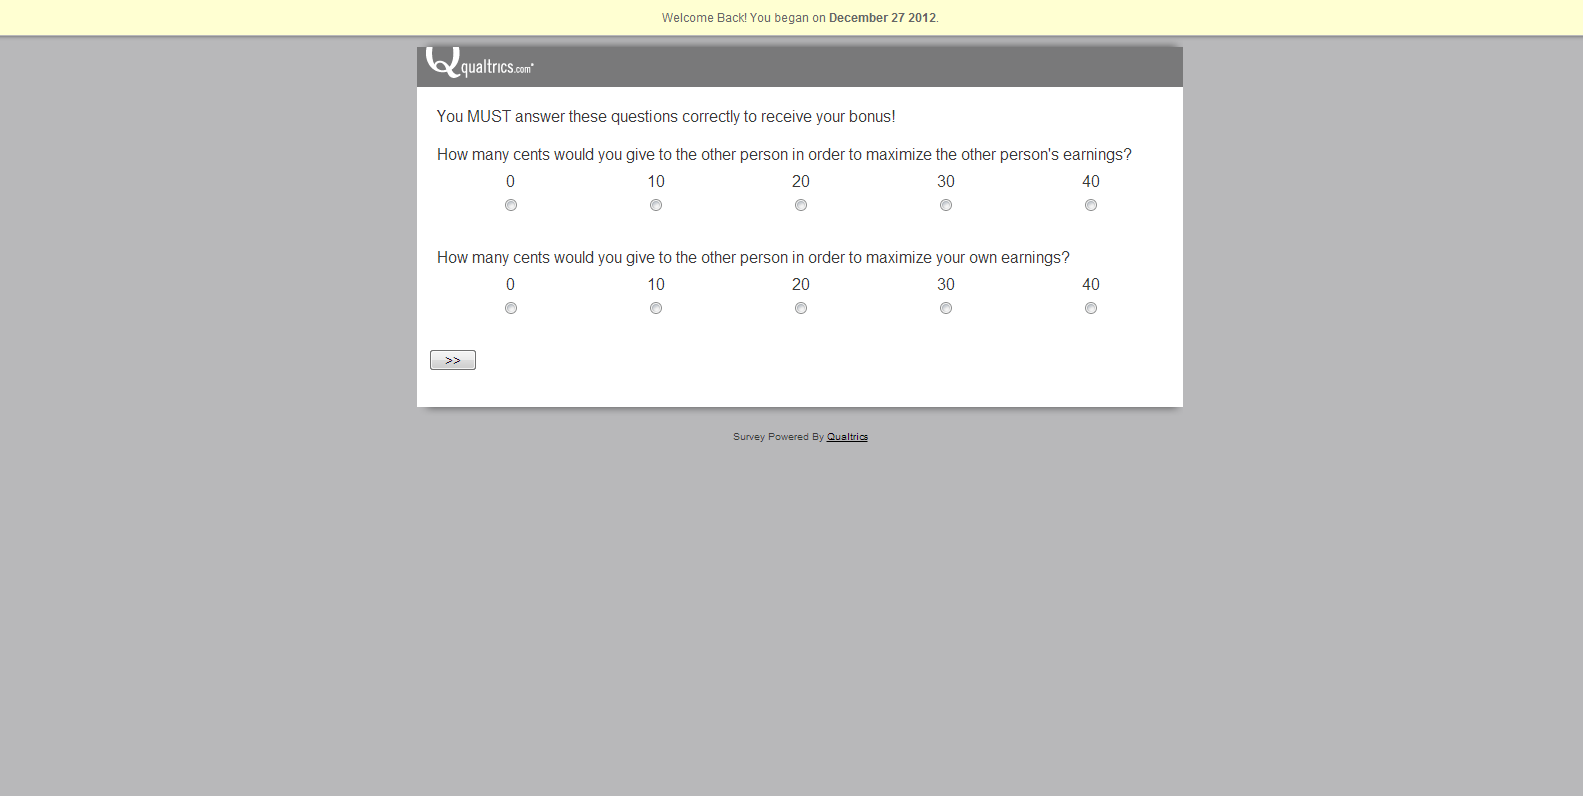 Welcome Back! You began on December 27 2012.
Qualtrics.com®
You MUST answer these questions correctly to receive your bonus!
How many cents would you give to the other person in order to maximize the other person's earnings?
0 10 20 30 40
How many cents would you give to the other person in order to maximize your own earnings?
0 10 20 30 40
>>
Survey Powered By Qualtrics